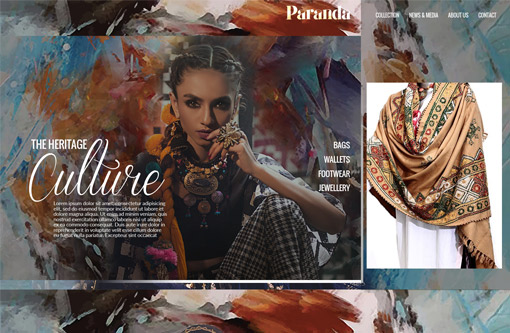 Paranda
COLLECTION NEWS & MEDIA ABOUT US CONTACT
THE HERITAGE
Culture
Lorem ipsum dolor sit ametaigene ctetur adipisicing
elit, sed do eiusmod tempor incididunt ut labore et
dolore magna aliqua. Ut enim ad minim veniam, quis
nostrud exercitation ullamco laboris nisi ut aliquip
ex ea commodo consequat. Duis aute irure dolor in
reprehenderit in voluptate velit esse cillum dolore
eu fugiat nulla pariatur. Excepteur sint occaecat
BAGS
WALLETS
FOOTWEAR
JEWELLERY